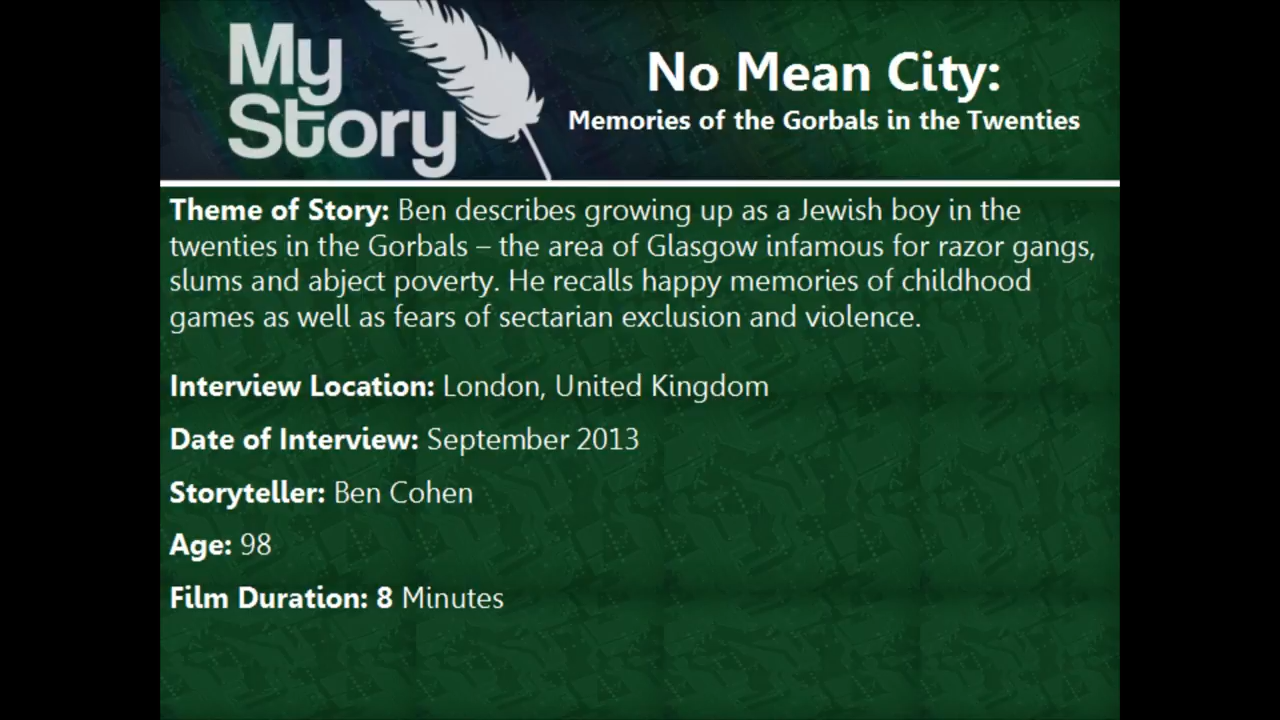 My
Story
No Mean City:
Memories of the Gorbals in the Twenties
Theme of Story: Ben describes growing up as a Jewish boy in the
twenties in the Gorbals – the area of Glasgow infamous for razor gangs,
slums and abject poverty. He recalls happy memories of childhood
games as well as fears of sectarian exclusion and violence.
Interview Location: London, United Kingdom
Date of Interview: September 2013
Storyteller: Ben Cohen
Age: 98
Film Duration: 8 Minutes